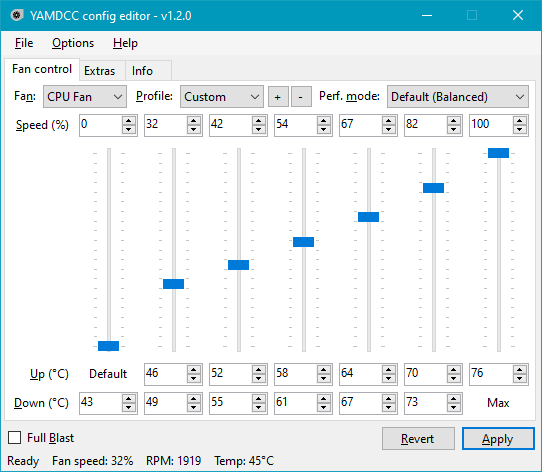 YAMDCC config editor - v1.2.0
File Options Help
Fan control Extras Info
Fan: CPU Fan Profile: Custom + - Perf. mode: Default (Balanced)
Speed (%) 0 32 42 54 67 82 100
Up (°C) Default 46 52 58 64 70 76
Down (°C) 43 49 55 61 67 73 Max
Full Blast Revert Apply
Ready Fan speed: 32% RPM: 1919 Temp: 45°C